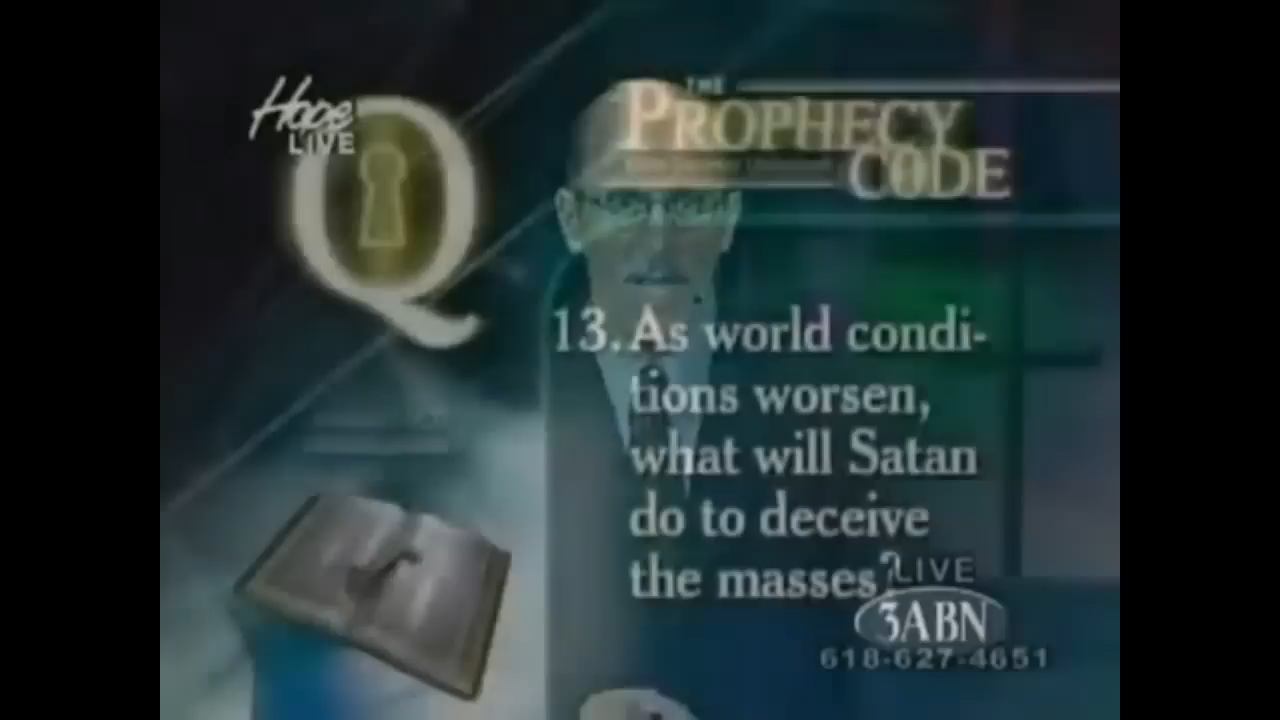 Hope
LIVE
Q
THE
PROPHECY
CODE
13. As world condi-
tions worsen,
what will Satan
do to deceive
the masses?
LIVE
3ABN
618-627-4651